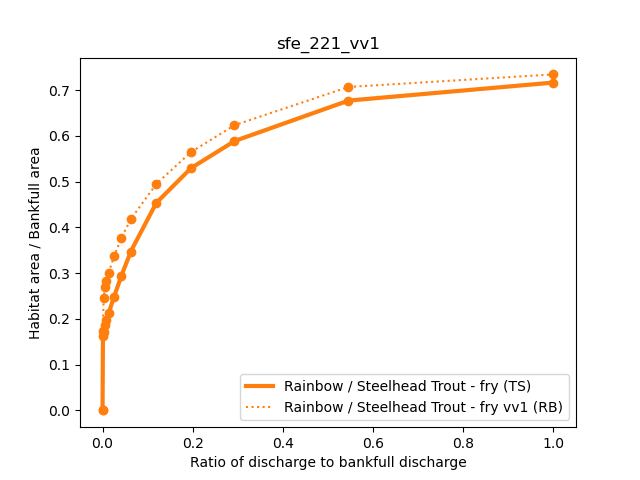 sfe_221_vv1
Habitat area / Bankfull area
0.7
0.6
0.5
0.4
0.3
0.2
0.1
0.0
Rainbow / Steelhead Trout - fry (TS)
Rainbow / Steelhead Trout - fry vv1 (RB)
0.0 0.2 0.4 0.6 0.8 1.0
Ratio of discharge to bankfull discharge